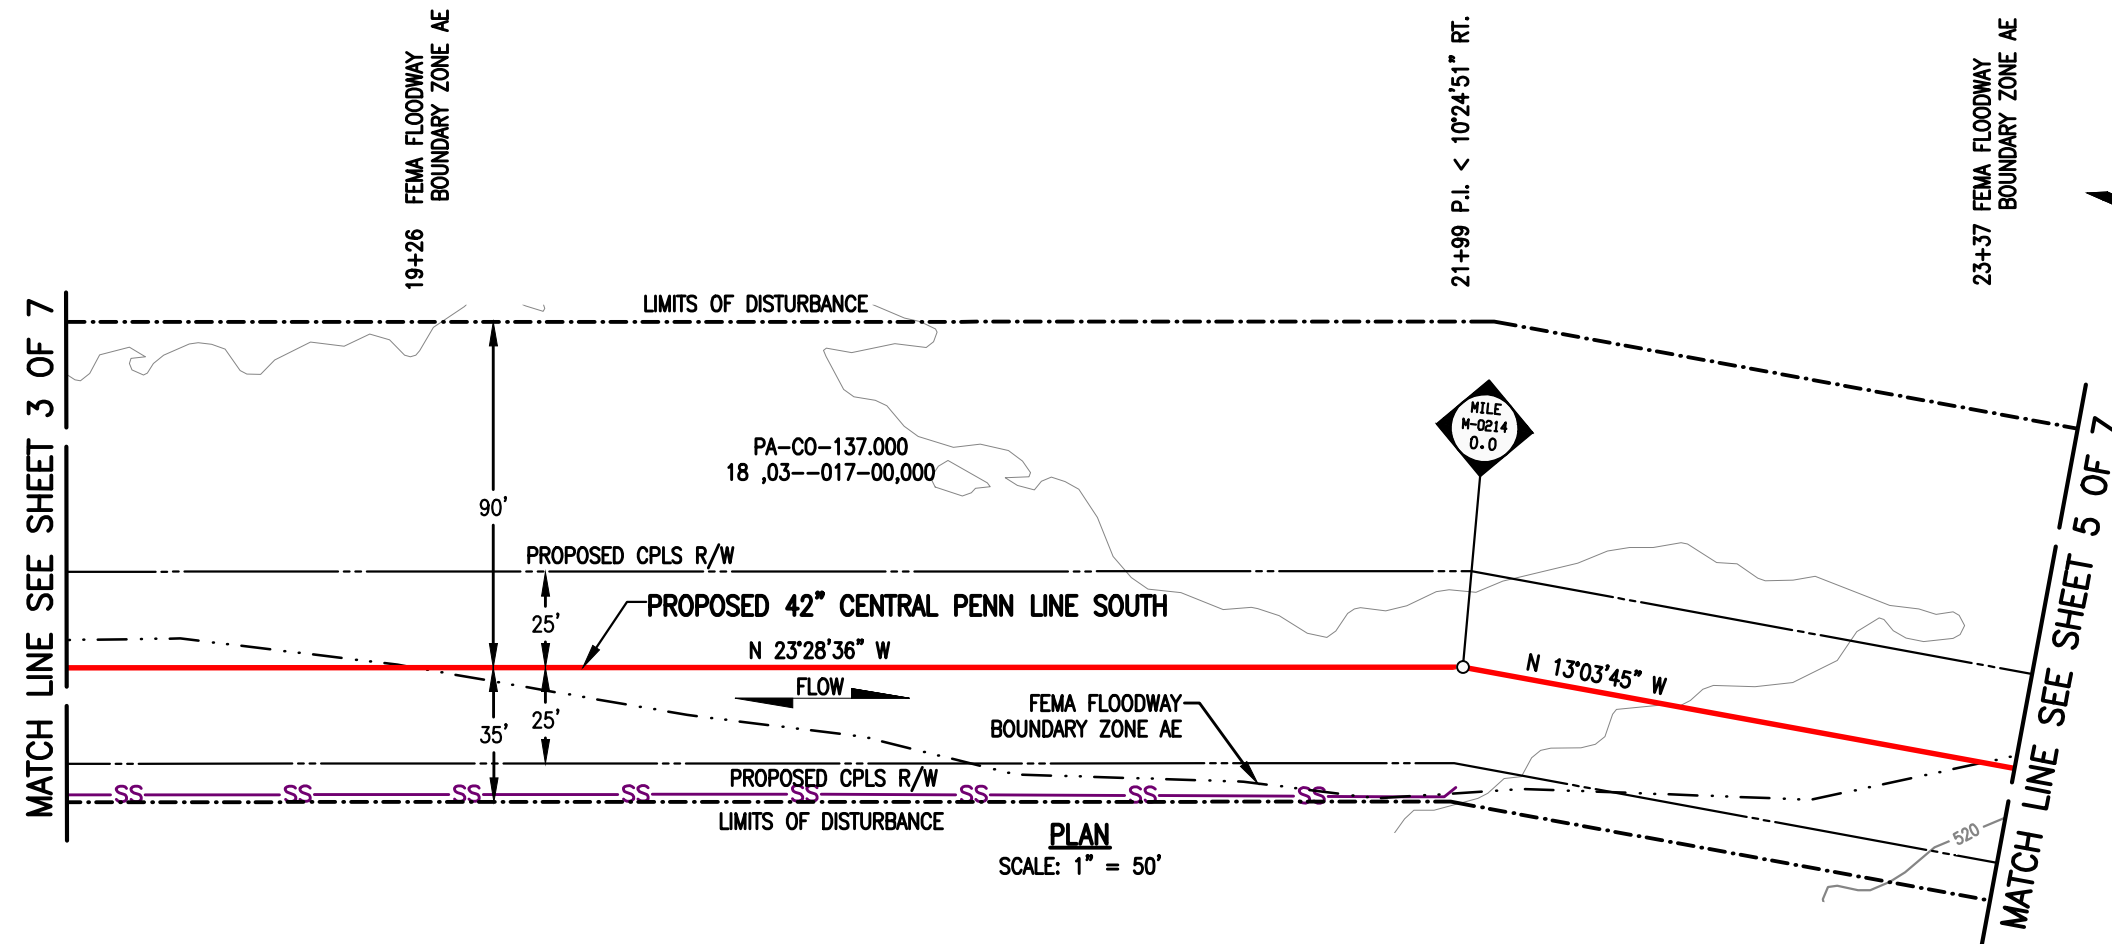 19+26 FEMA FLOODWAY
BOUNDARY ZONE AE
21+99 P.I. < 10°24'51" RT.
23+37 FEMA FLOODWAY
BOUNDARY ZONE AE
MATCH LINE SEE SHEET 3 OF 7
LIMITS OF DISTURBANCE
MILE
M-0214
0.0
PA-CO-137.000
18 ,03--017-00,000
90'
PROPOSED CPLS R/W
25'
PROPOSED 42" CENTRAL PENN LINE SOUTH
N 23°28'36" W
N 13°03'45" W
FLOW
FEMA FLOODWAY
BOUNDARY ZONE AE
35'
25'
PROPOSED CPLS R/W
SS SS SS SS SS SS SS SS
LIMITS OF DISTURBANCE
PLAN
SCALE: 1" = 50'
520
MATCH LINE SEE SHEET 5 OF 7